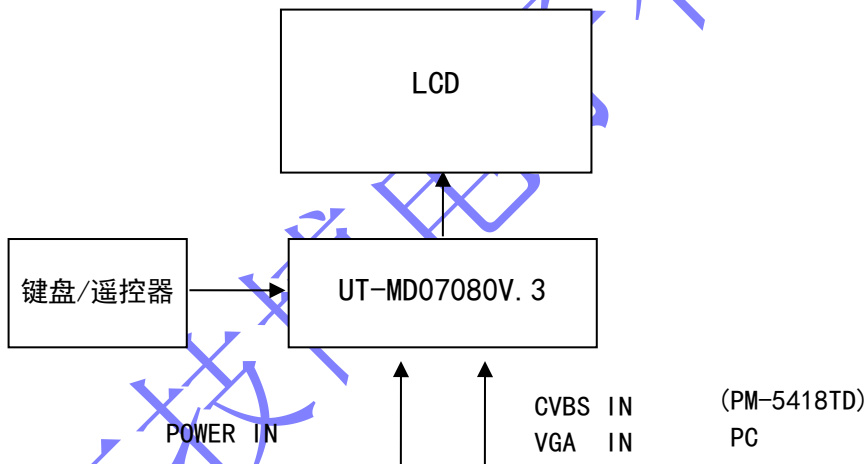 LCD
键盘/遥控器
UT-MD07080V.3
CVBS IN (PM-5418TD)
POWER IN
VGA IN PC